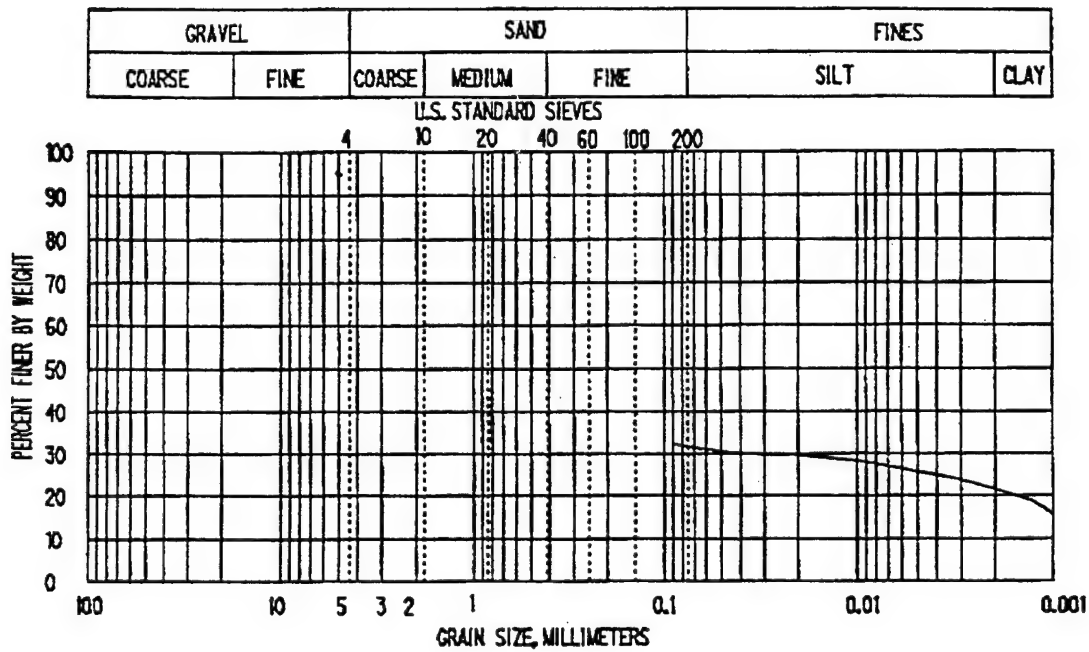 GRAVEL SAND FINES
COARSE FINE COARSE MEDIUM FINE SILT CLAY
U.S. STANDARD SIEVES
4 10 20 40 60 100 200
100
90
80
70
60
50
40
30
20
10
0
PERCENT FINER BY WEIGHT
100 10 5 3 2 1 0.1 0.01 0.001
GRAIN SIZE, MILLIMETERS